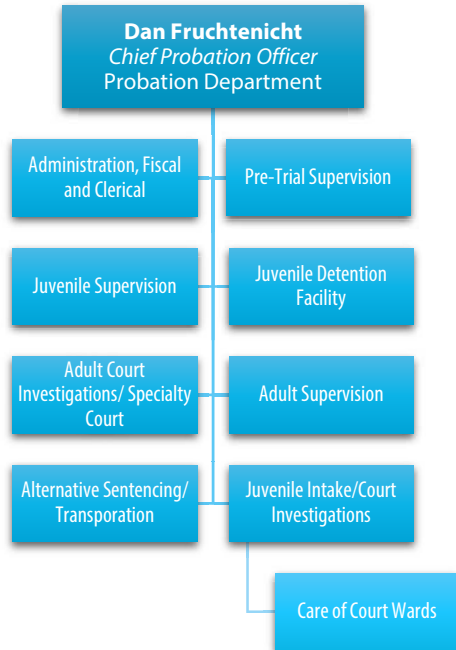 Dan Fruchtenicht
Chief Probation Officer
Probation Department
Administration, Fiscal
and Clerical
Pre-Trial Supervision
Juvenile Supervision
Juvenile Detention
Facility
Adult Court
Investigations/ Specialty
Court
Adult Supervision
Alternative Sentencing/
Transporation
Juvenile Intake/Court
Investigations
Care of Court Wards